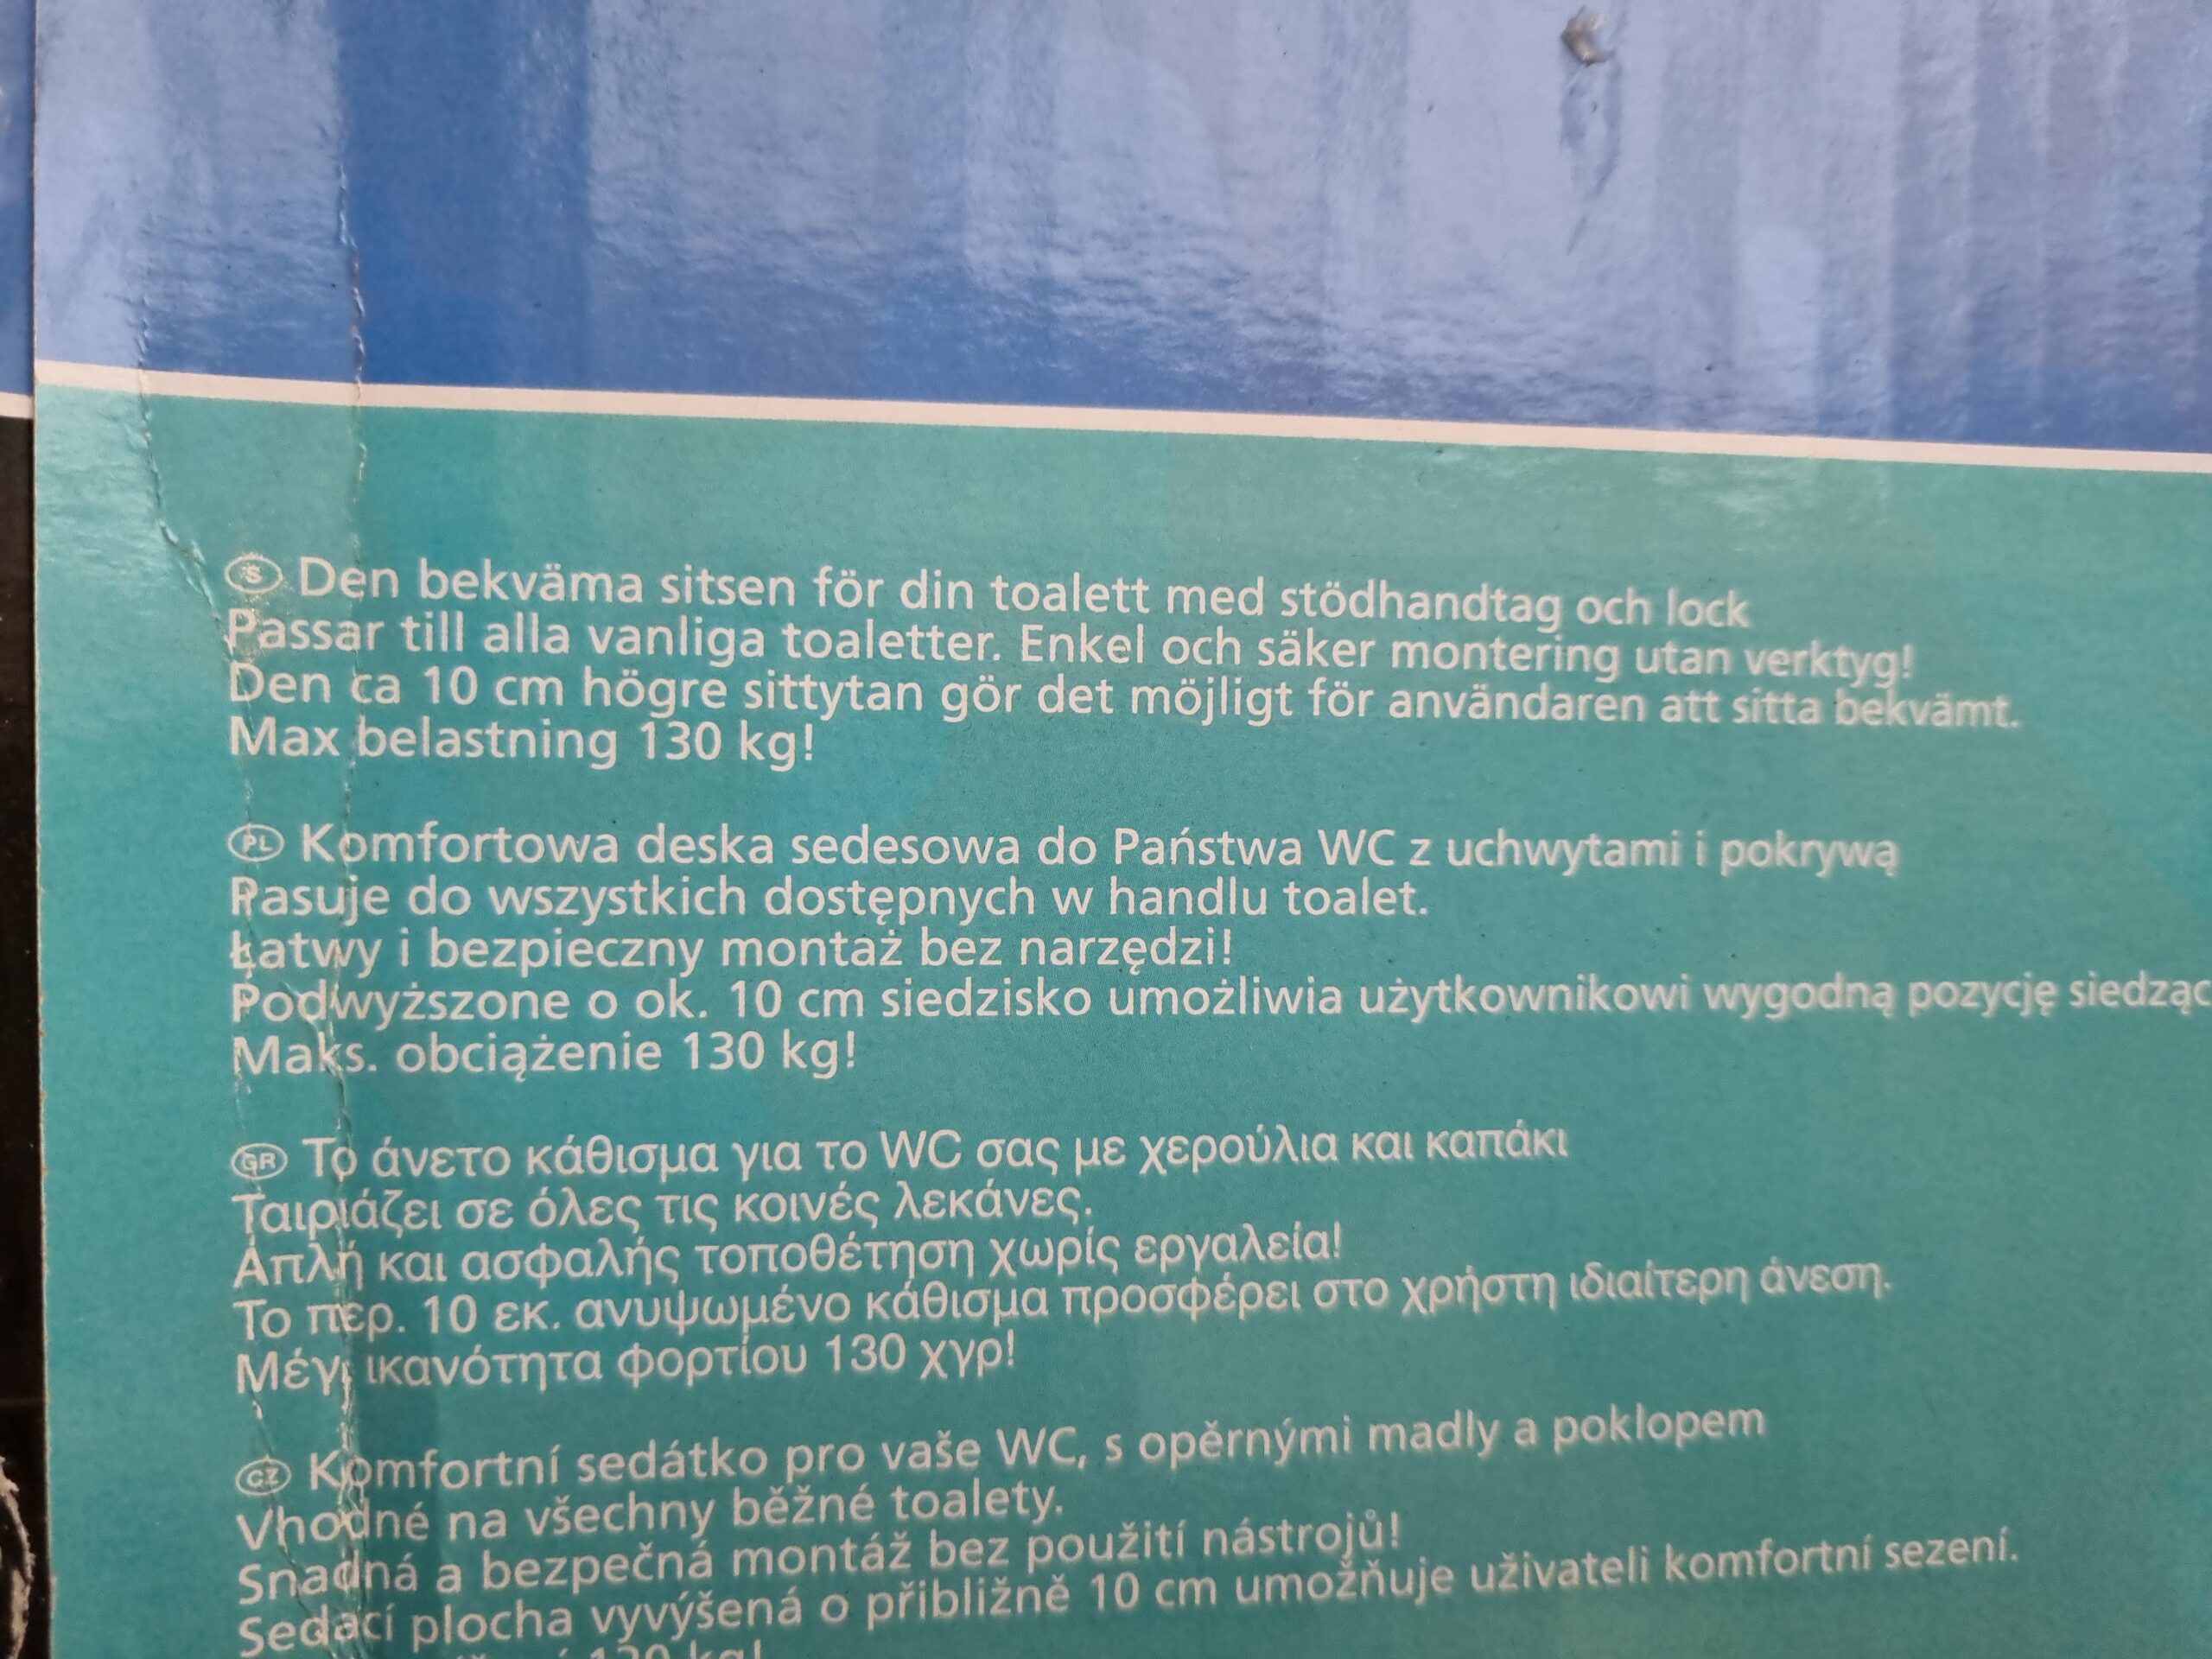 S Den bekväma sitsen för din toalett med stödhandtag och lock
Passar till alla vanliga toaletter. Enkel och säker montering utan verktyg!
Den ca 10 cm högre sittytan gör det möjligt för användaren att sitta bekvämt.
Max belastning 130 kg!
PL Komfortowa deska sedesowa do Państwa WC z uchwytami i pokrywą
Pasuje do wszystkich dostępnych w handlu toalet.
Łatwy i bezpieczny montaż bez narzędzi!
Podwyższone o ok. 10 cm siedzisko umożliwia użytkownikowi wygodną pozycję siedząc
Maks. obciążenie 130 kg!
GR Το άνετο κάθισμα για το WC σας με χερούλια και καπάκι
Ταιριάζει σε όλες τις κοινές λεκάνες.
Απλή και ασφαλής τοποθέτηση χωρίς εργαλεία!
Το περ. 10 εκ. ανυψωμένο κάθισμα προσφέρει στο χρήστη ιδιαίτερη άνεση.
Μέγ. ικανότητα φορτίου 130 χγρ!
CZ Komfortní sedátko pro vaše WC, s opěrnými madly a poklopem
Vhodné na všechny běžné toalety.
Snadná a bezpečná montáž bez použití nástrojů!
Sedací plocha vyvýšená o přibližně 10 cm umožňuje uživateli komfortní sezení.
130 kg!